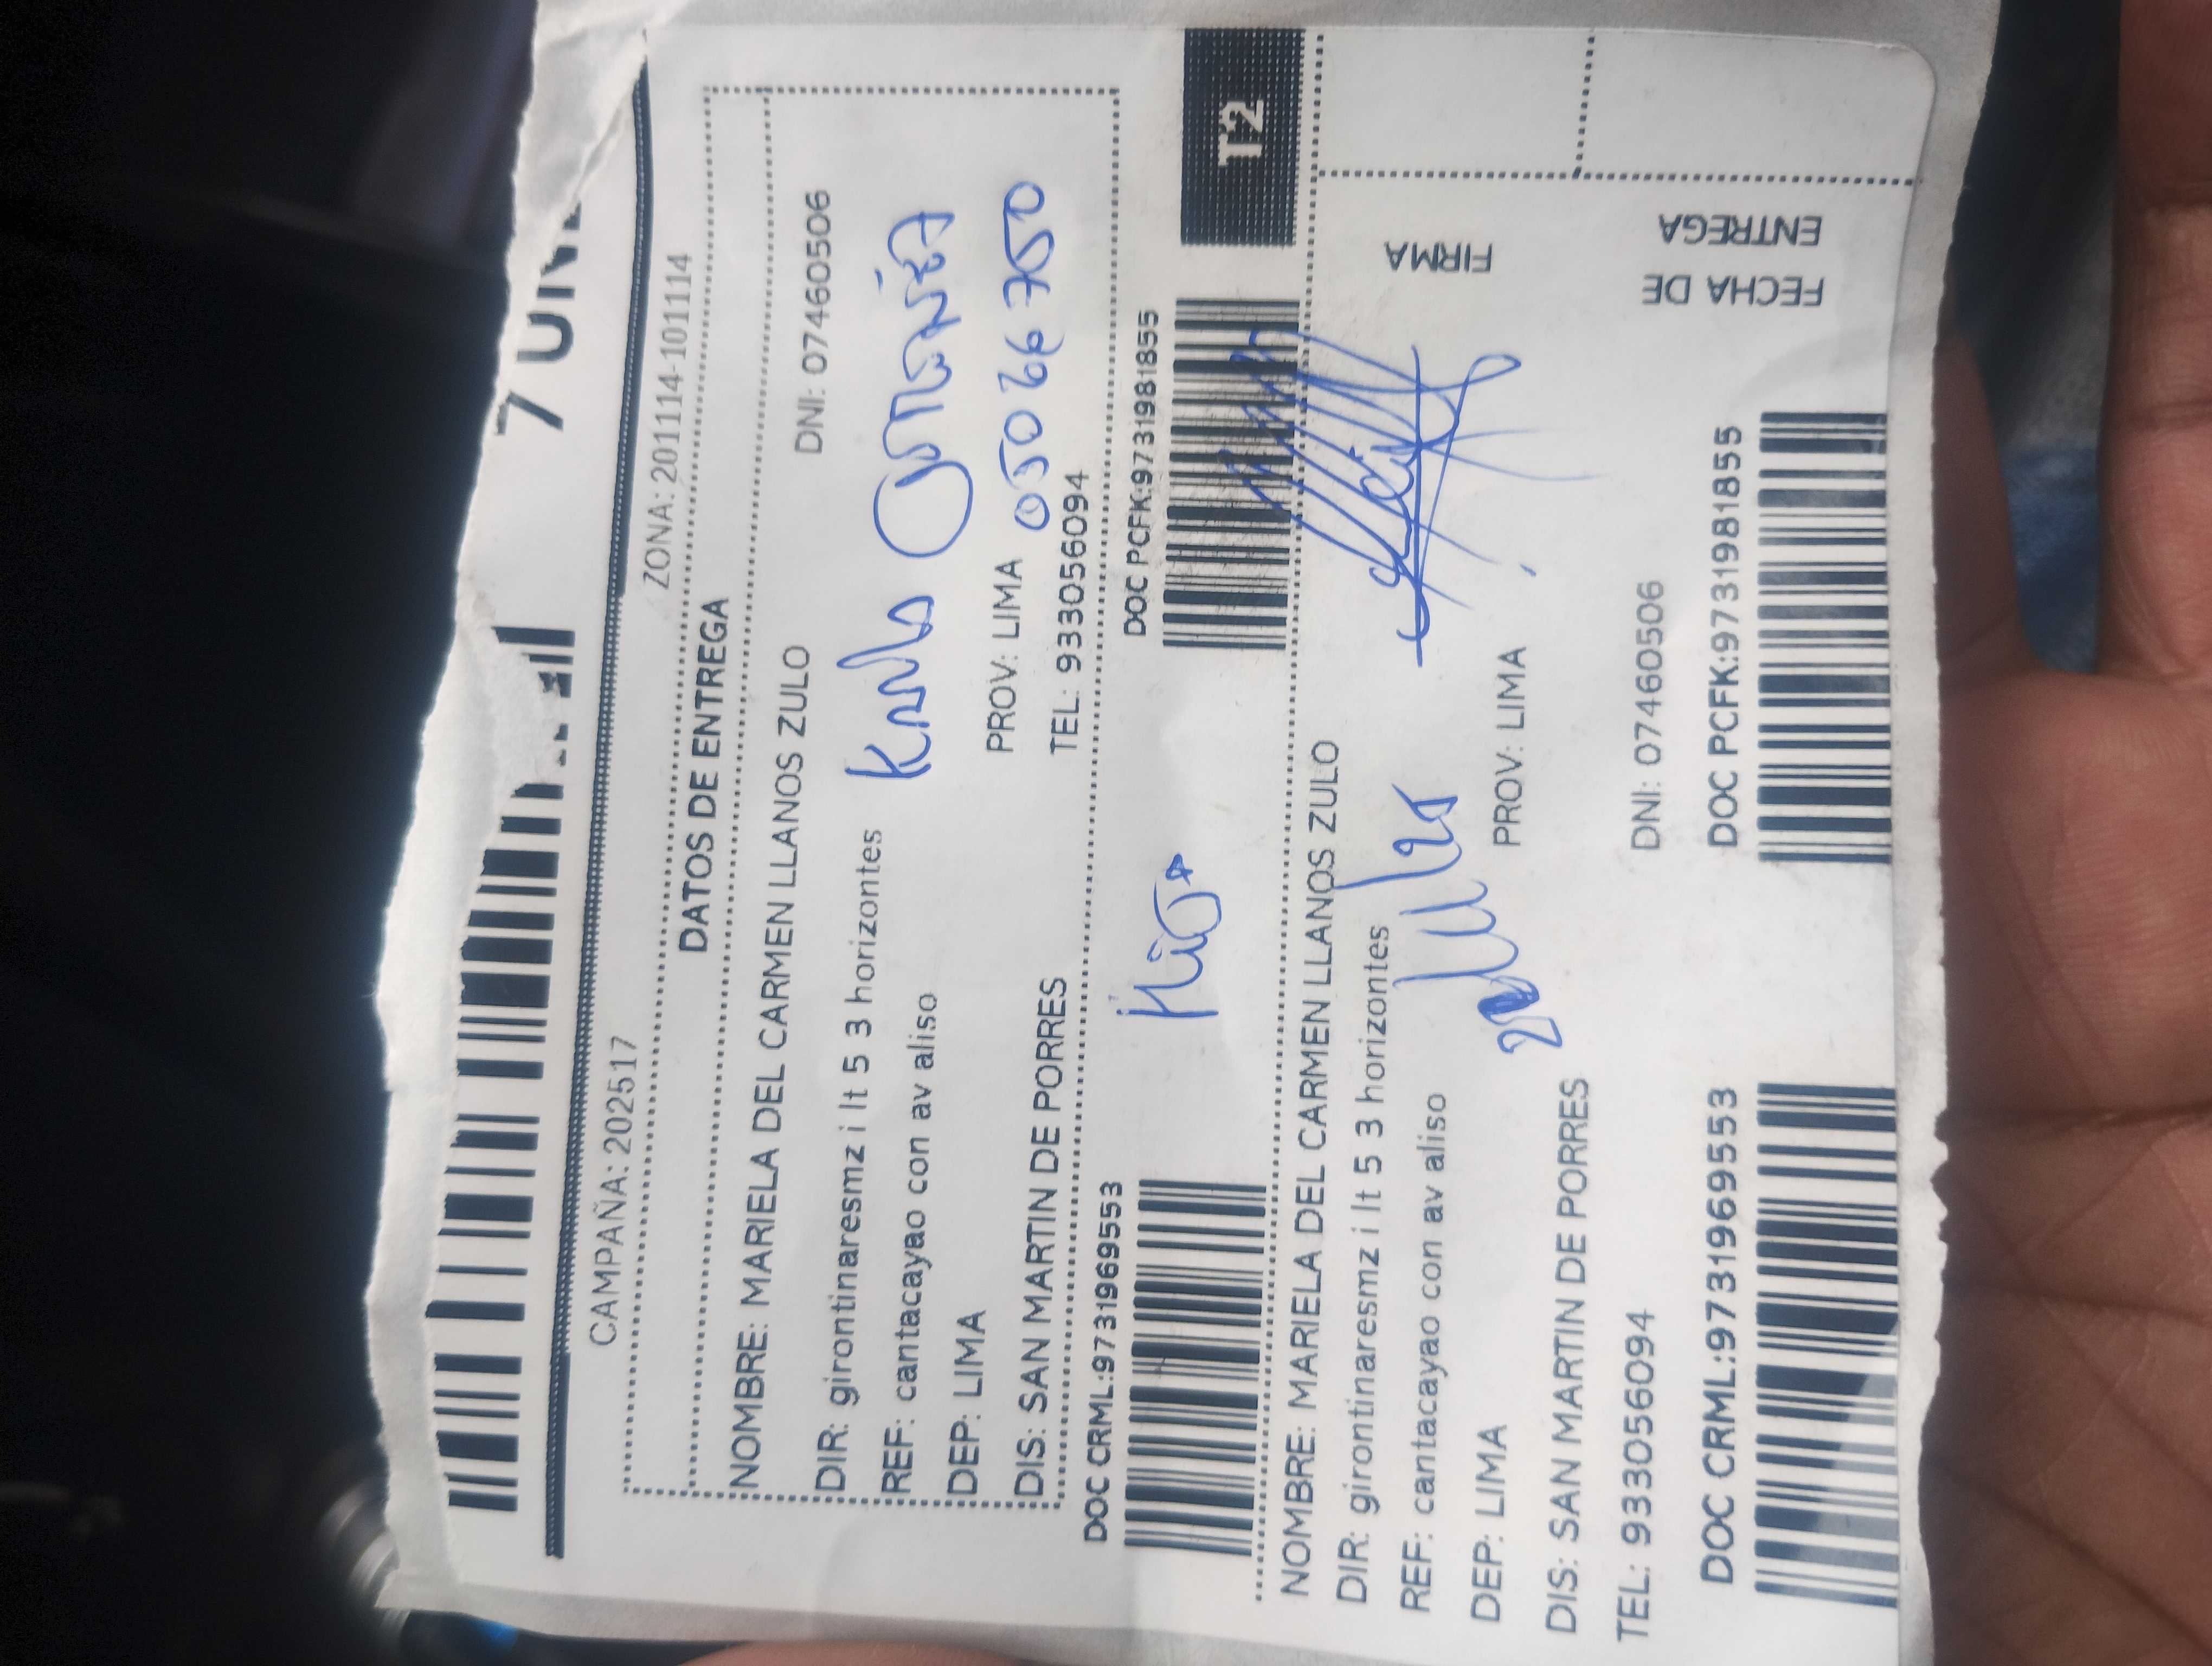 CAMPAÑA: 202517
ZONA: 201114-101114
DATOS DE ENTREGA
NOMBRE: MARIELA DEL CARMEN LLANOS ZULO
DIR: girontinaresmz i lt 5 3 horizontes
DNI: 07460506
REF: cantacayao con av aliso
DEP: LIMA
PROV: LIMA
DIS: SAN MARTIN DE PORRES
TEL: 933056094
DOC CRML:9731969553
DOC PCFK:9731981855
T2
NOMBRE: MARIELA DEL CARMEN LLANOS ZULO
DIR: girontinaresmz i lt 5 3 horizontes
REF: cantacayao con av aliso
DEP: LIMA
PROV: LIMA
DIS: SAN MARTIN DE PORRES
TEL: 933056094
DNI: 07460506
DOC CRML:9731969553
DOC PCFK:9731981855
FIRMA
FECHA DE
ENTREGA